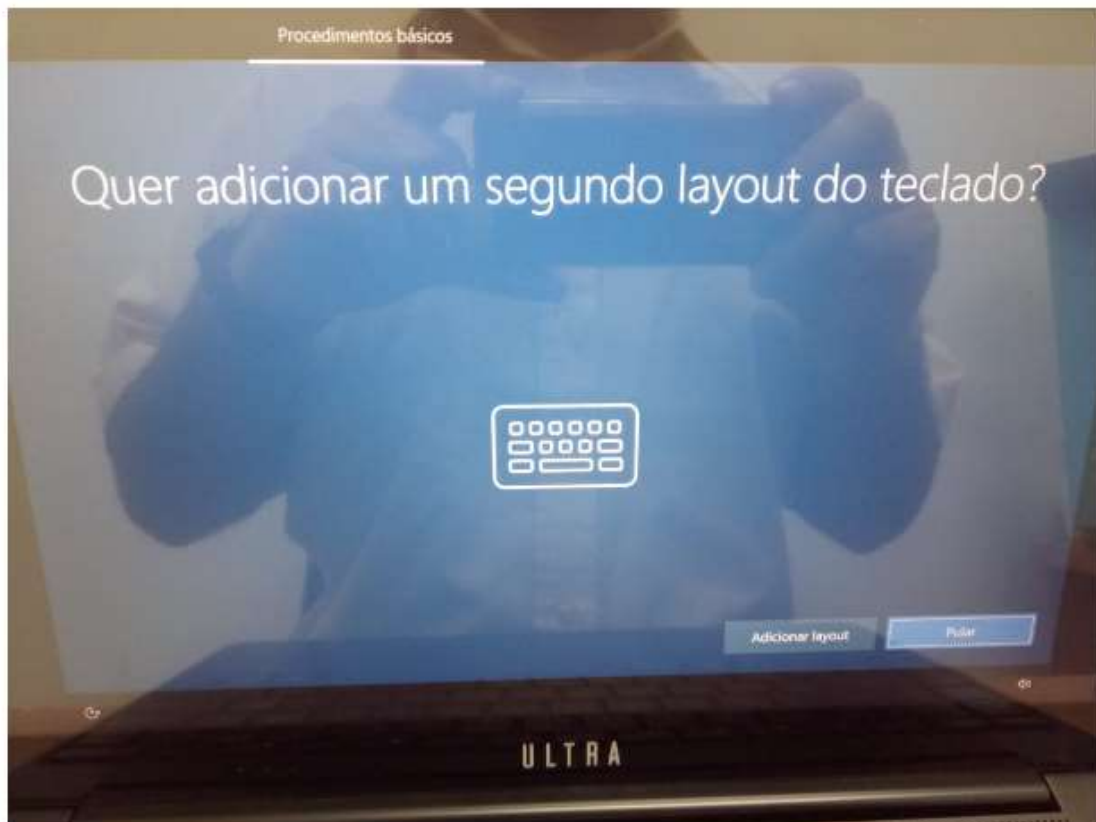 Procedimentos básicos
Quer adicionar um segundo layout do teclado?
Adicionar layout
Pular
ULTRA